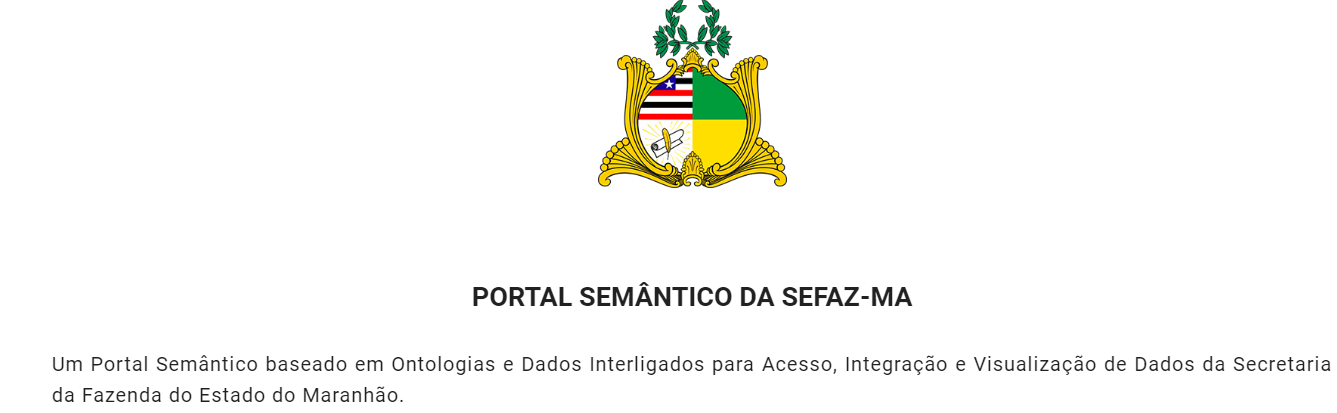 PORTAL SEMÂNTICO DA SEFAZ-MA
Um Portal Semântico baseado em Ontologias e Dados Interligados para Acesso, Integração e Visualização de Dados da Secretaria
da Fazenda do Estado do Maranhão.